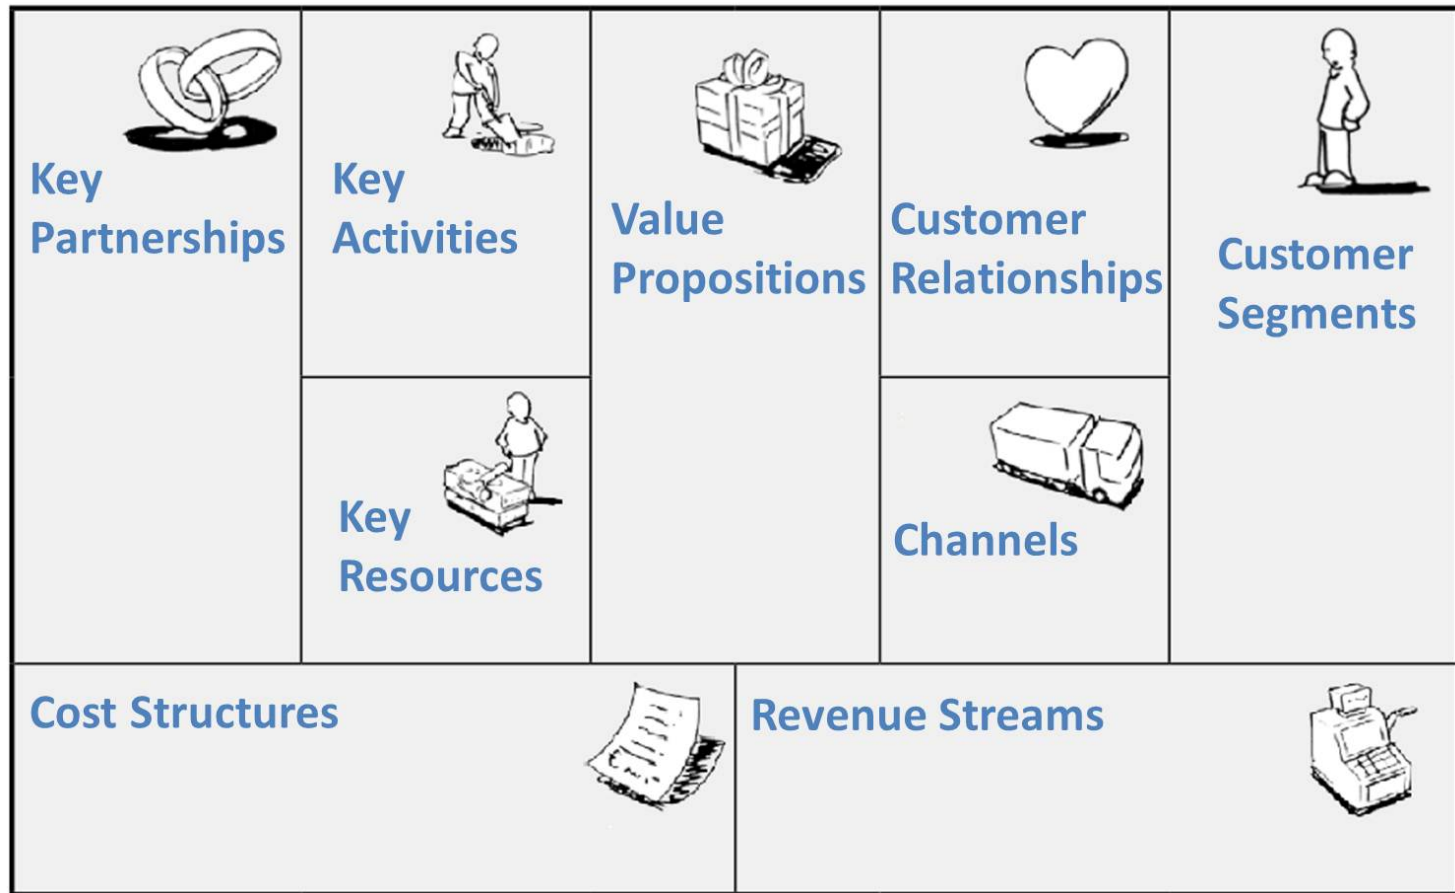 Key
Partnerships
Key
Activities
Key
Resources
Value
Propositions
Customer
Relationships
Channels
Customer
Segments
Cost Structures
Revenue Streams